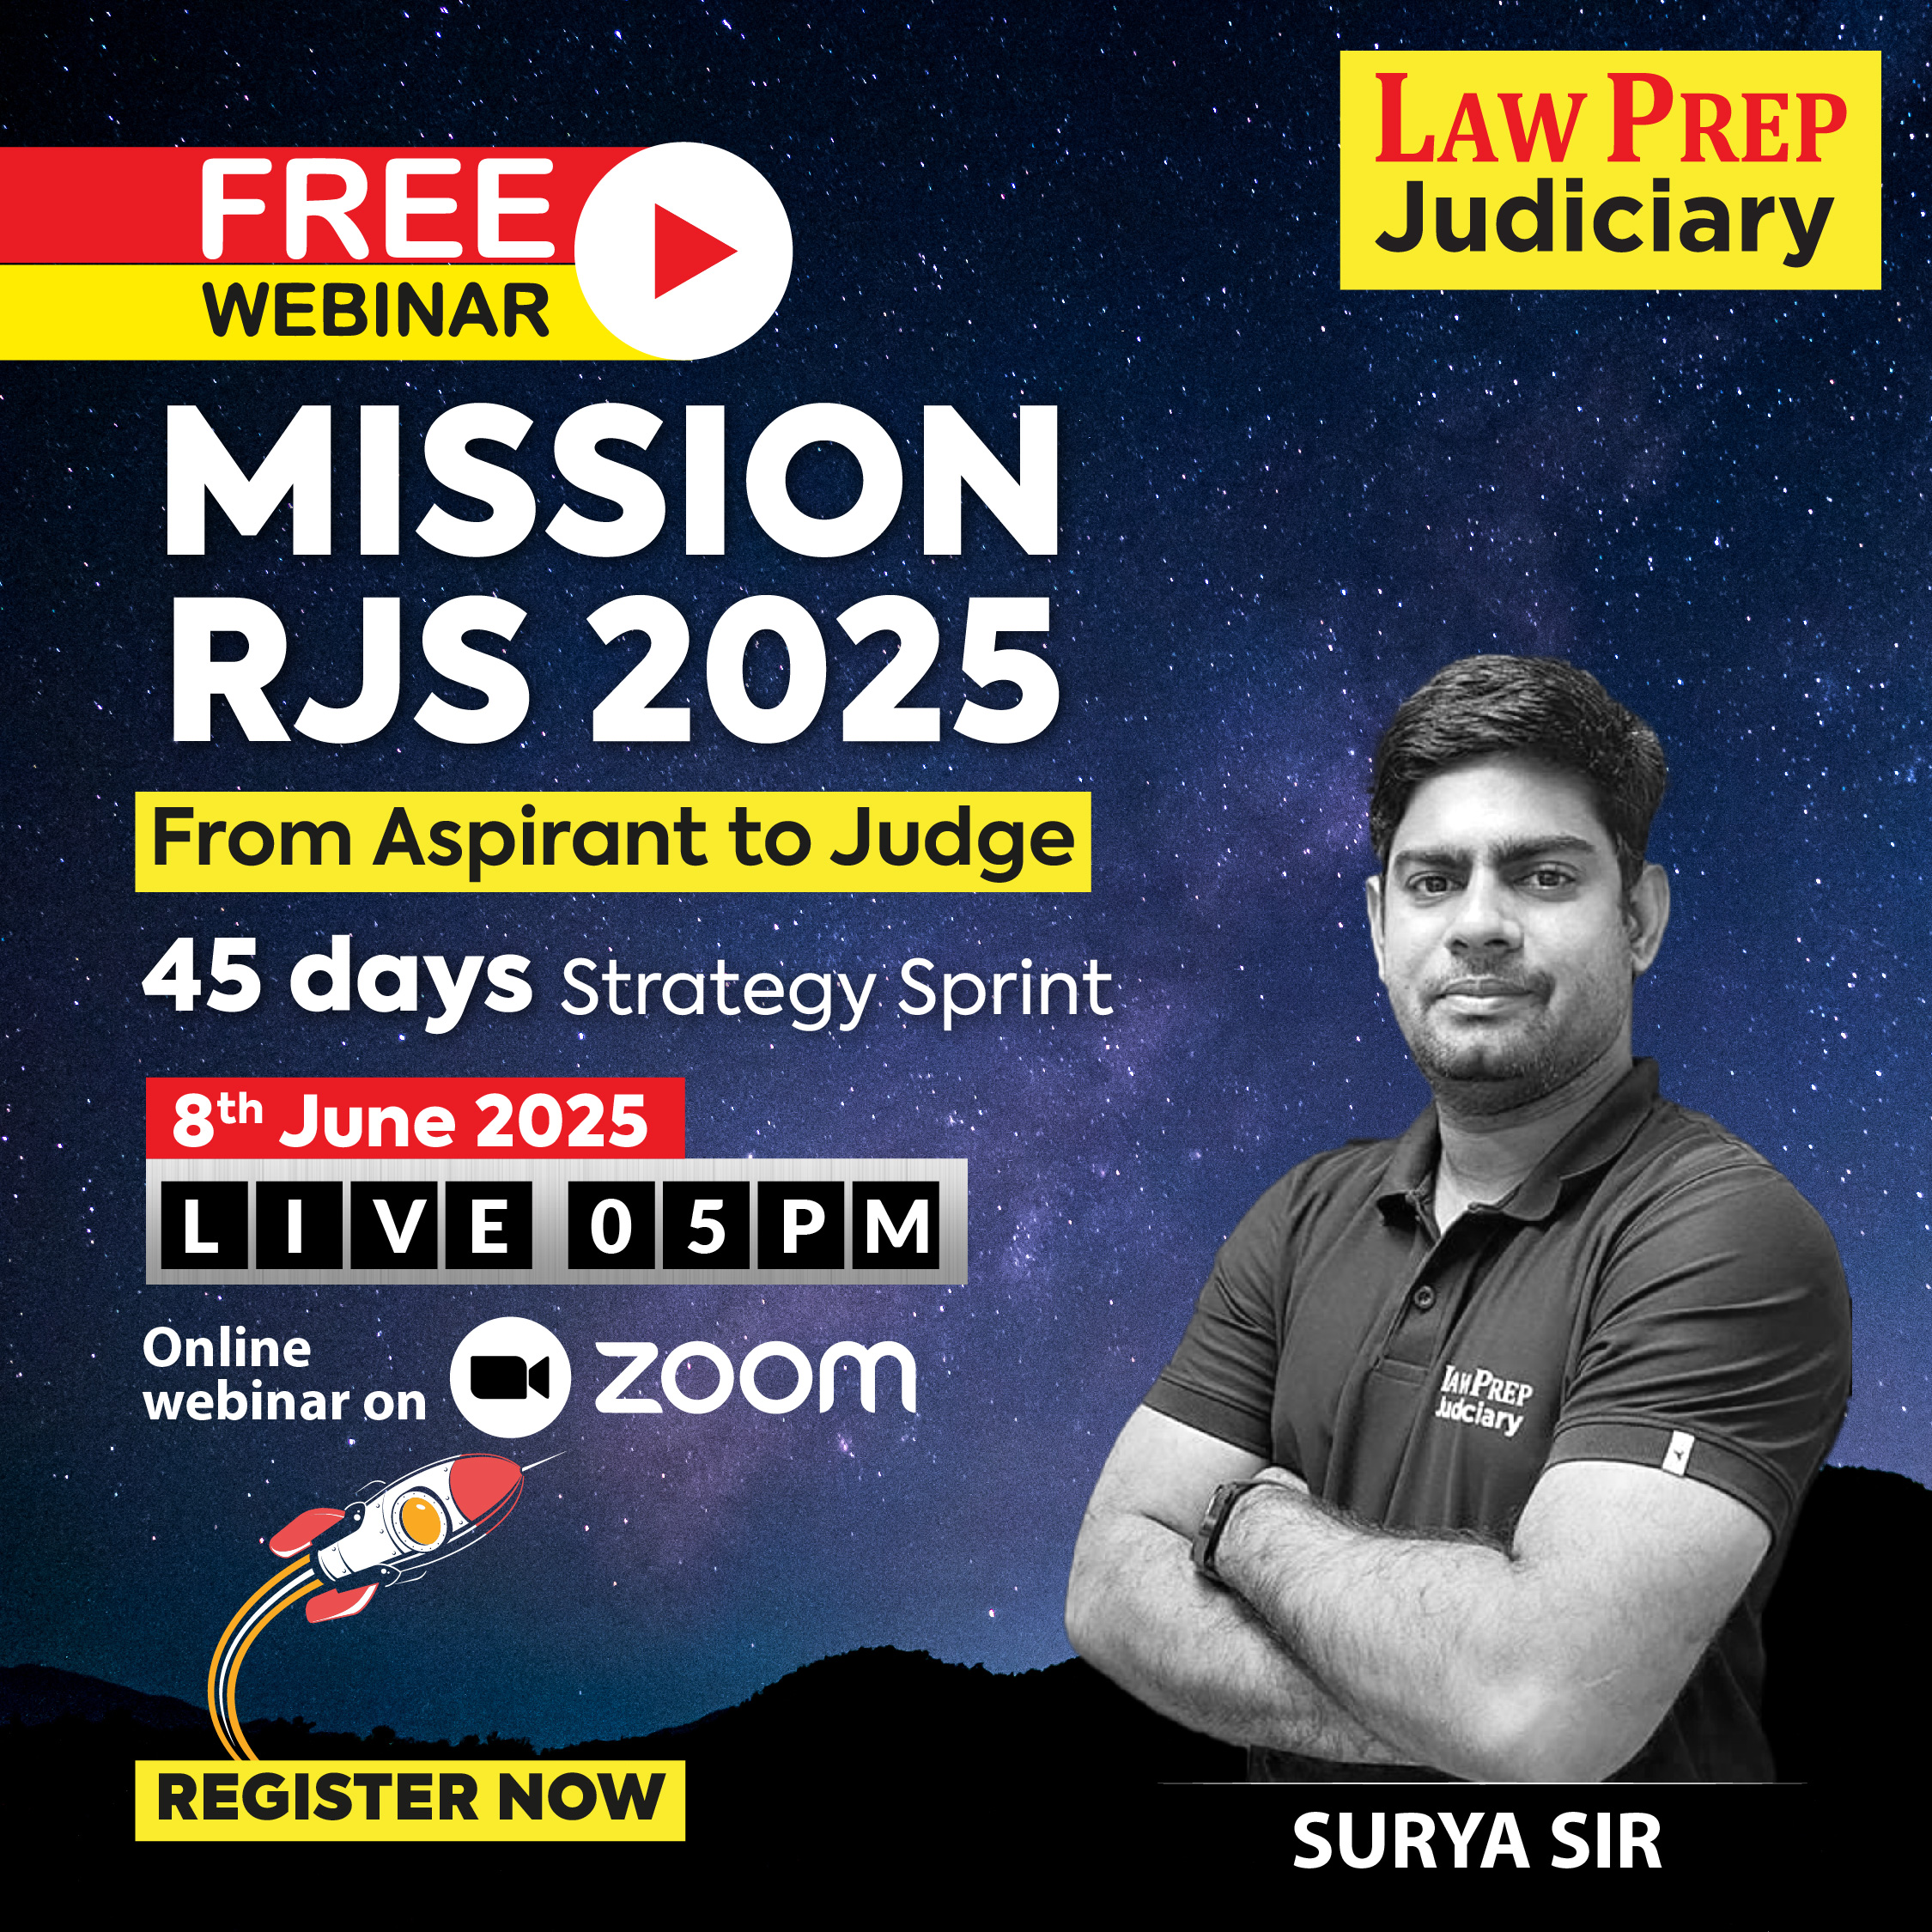 LAW PREP
Judiciary
FREE
WEBINAR
MISSION
RJS 2025
From Aspirant to Judge
45 days Strategy Sprint
8th June 2025
LIVE 05PM
Online
webinar on zoom
LAW PREP
Judiciary
REGISTER NOW
SURYA SIR